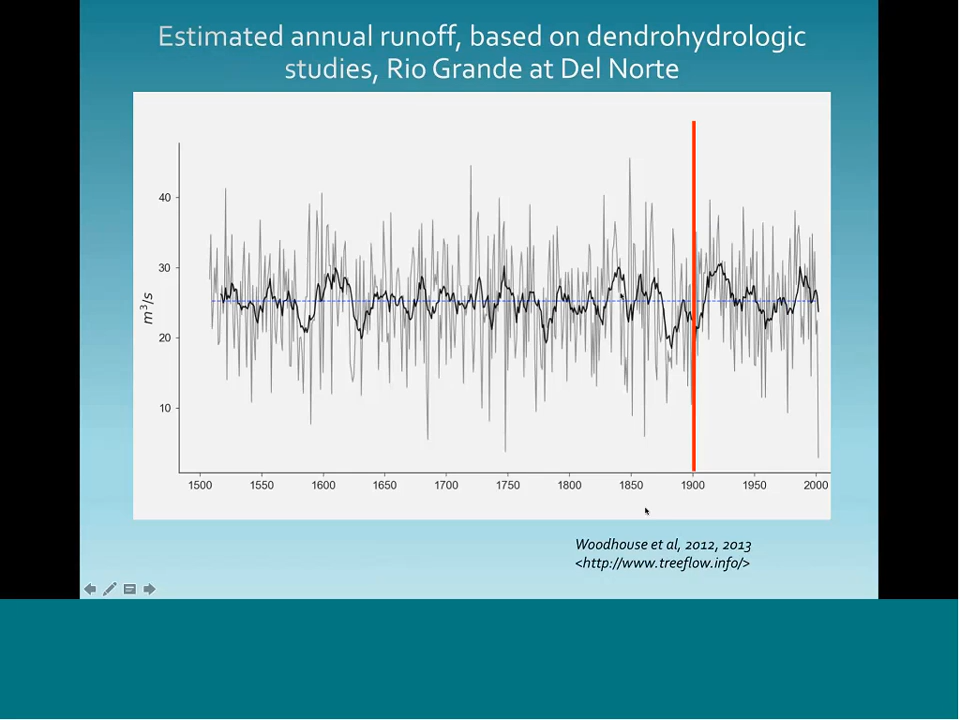 Estimated annual runoff, based on dendrohydrologic
studies, Rio Grande at Del Norte
40
30
20
10
m³/s
1500 1550 1600 1650 1700 1750 1800 1850 1900 1950 2000
Woodhouse et al, 2012, 2013
<http://www.treeflow.info/>